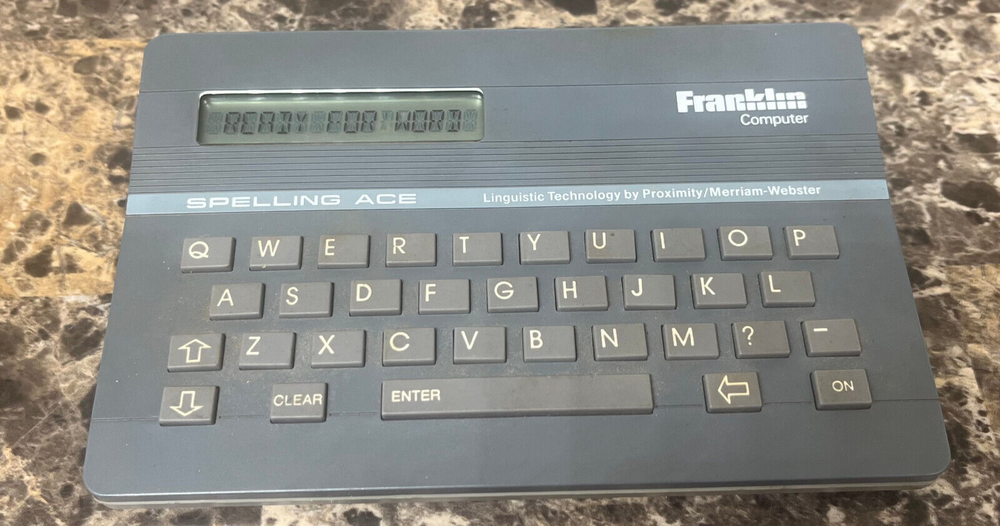 READY FOR WORD
Franklin
Computer
SPELLING ACE Linguistic Technology by Proximity/Merriam-Webster
Q W E R T Y U I O P
A S D F G H J K L
Z X C V B N M ? -
CLEAR ENTER ON